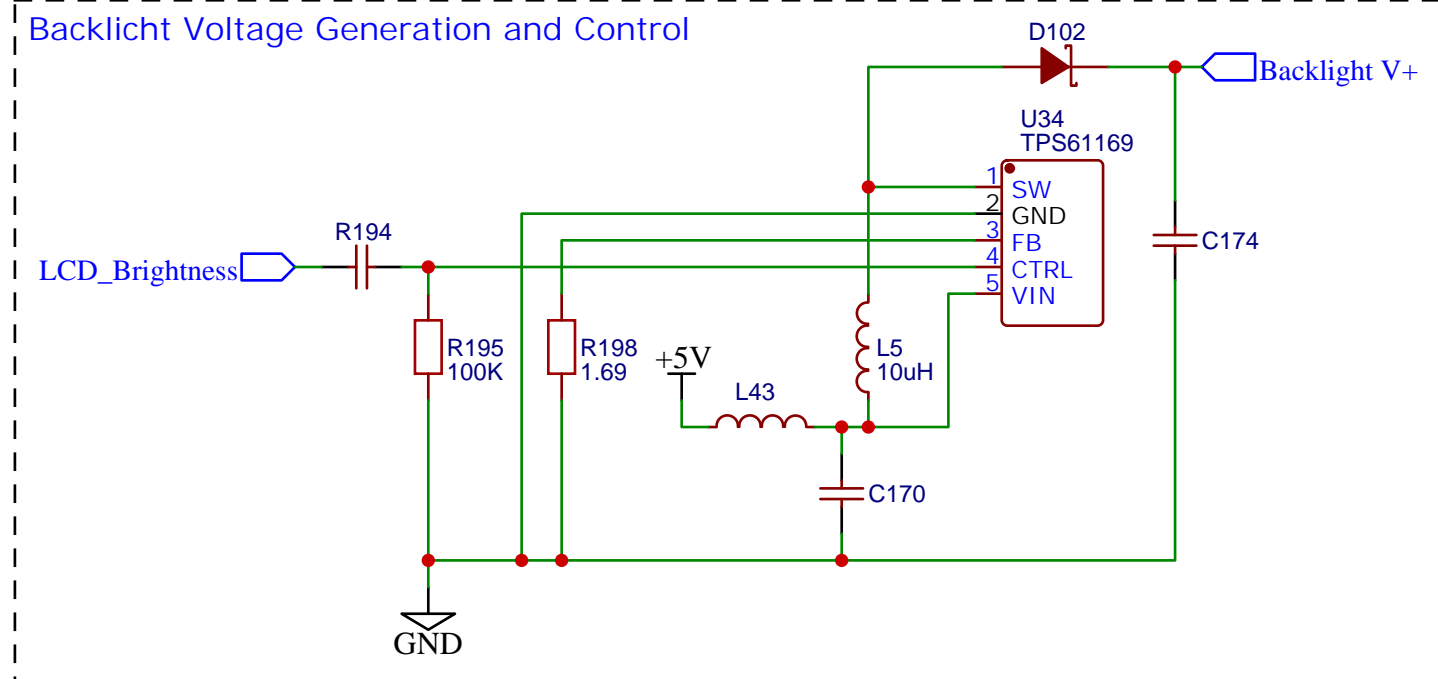 Backlicht Voltage Generation and Control
D102
Backlight V+
U34
TPS61169
1
SW
2
GND
3
FB
4
CTRL
5
VIN
R194
LCD_Brightness
C174
R195
100K
R198
1.69
+5V
L5
10uH
L43
C170
GND